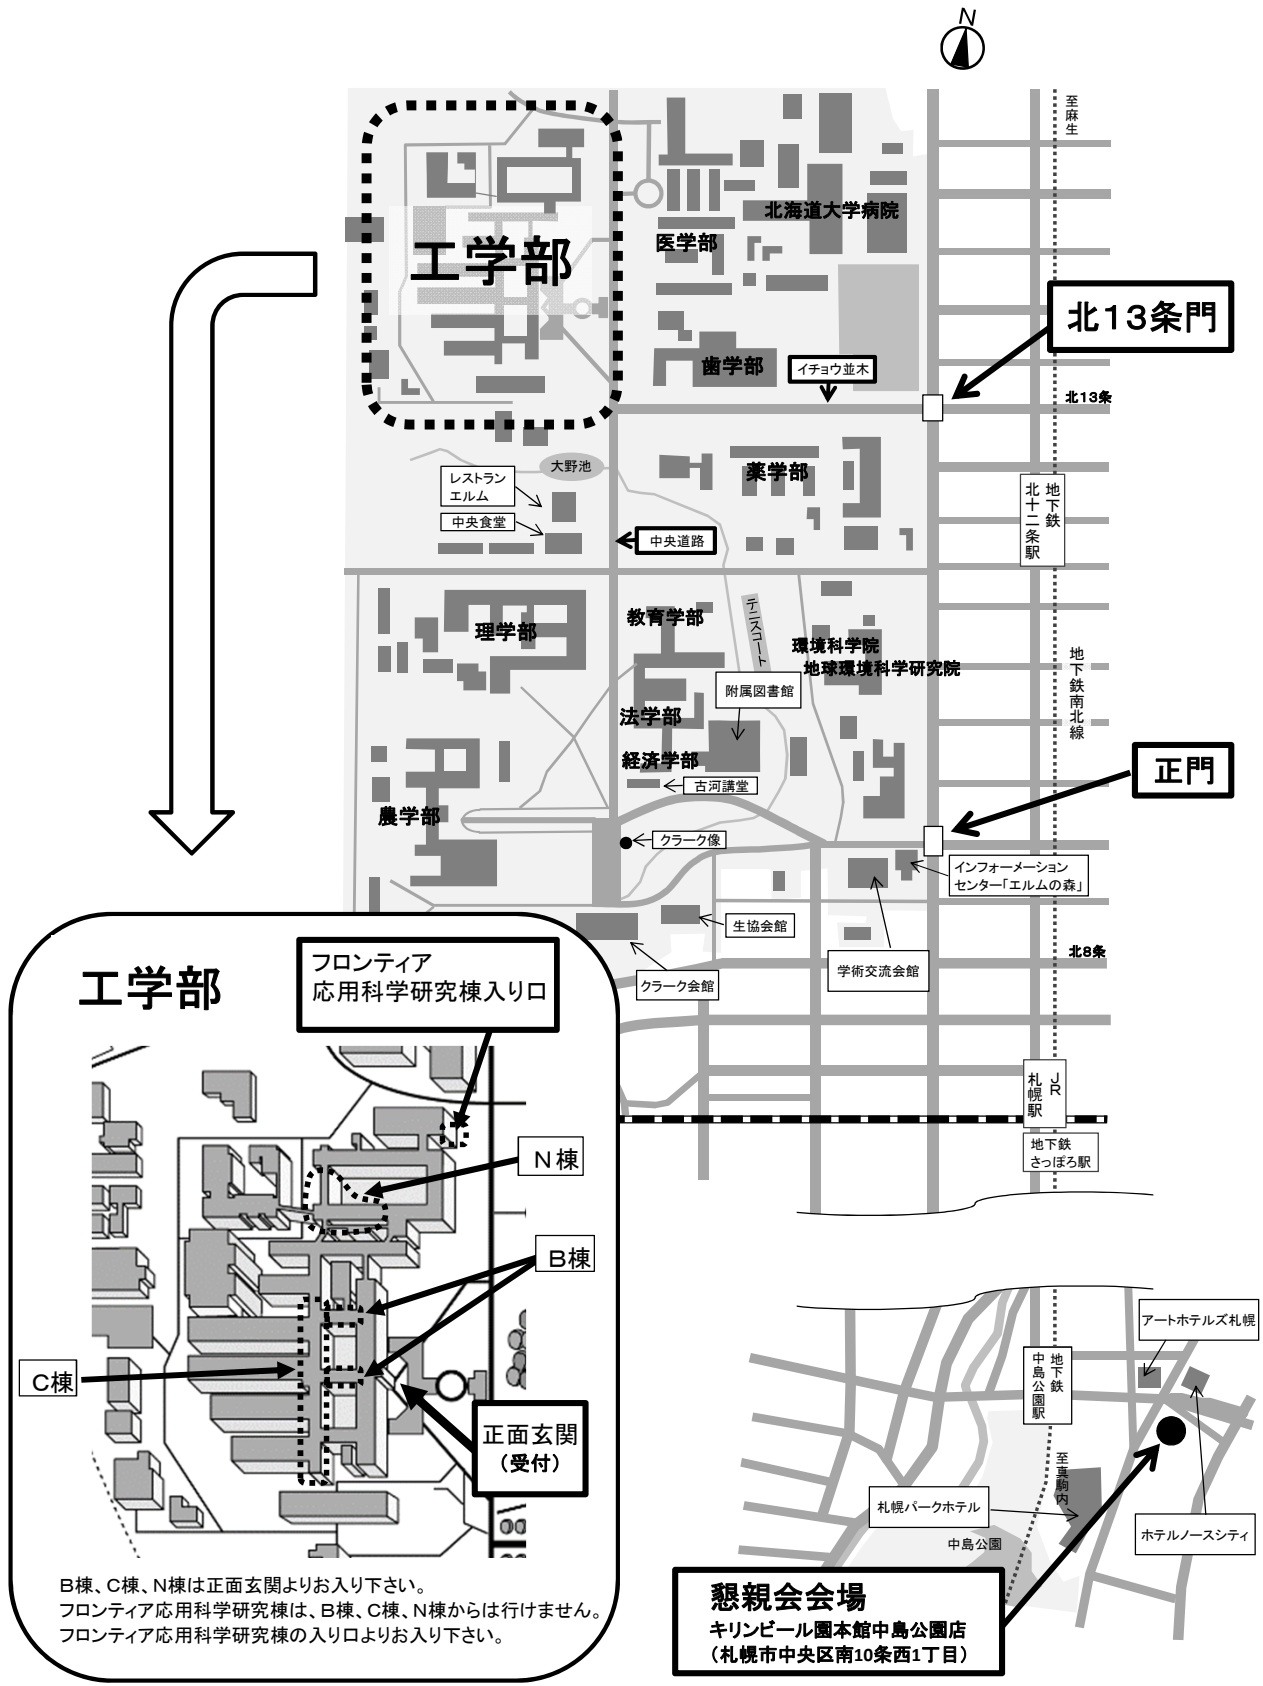 N
至麻生
工学部
北海道大学病院
医学部
北13条門
歯学部
イチョウ並木
北13条
大野池
レストラン
エルム
中央食堂
薬学部
地下鉄
北十二条駅
中央道路
理学部
教育学部
テニスコート
環境科学院
地球環境科学研究院
地下鉄南北線
附属図書館
法学部
経済学部
古河講堂
正門
農学部
クラーク像
インフォーメーション
センター「エルムの森」
生協会館
学術交流会館
クラーク会館
北8条
JR
札幌駅
地下鉄
さっぽろ駅
工学部
フロンティア
応用科学研究棟入り口
N棟
B棟
C棟
正面玄関
（受付）
B棟、C棟、N棟は正面玄関よりお入り下さい。
フロンティア応用科学研究棟は、B棟、C棟、N棟からは行けません。
フロンティア応用科学研究棟の入り口よりお入り下さい。
アートホテルズ札幌
地下鉄
中島公園駅
至真駒内
札幌パークホテル
ホテルノースシティ
中島公園
懇親会会場
キリンビール園本館中島公園店
（札幌市中央区南10条西1丁目）